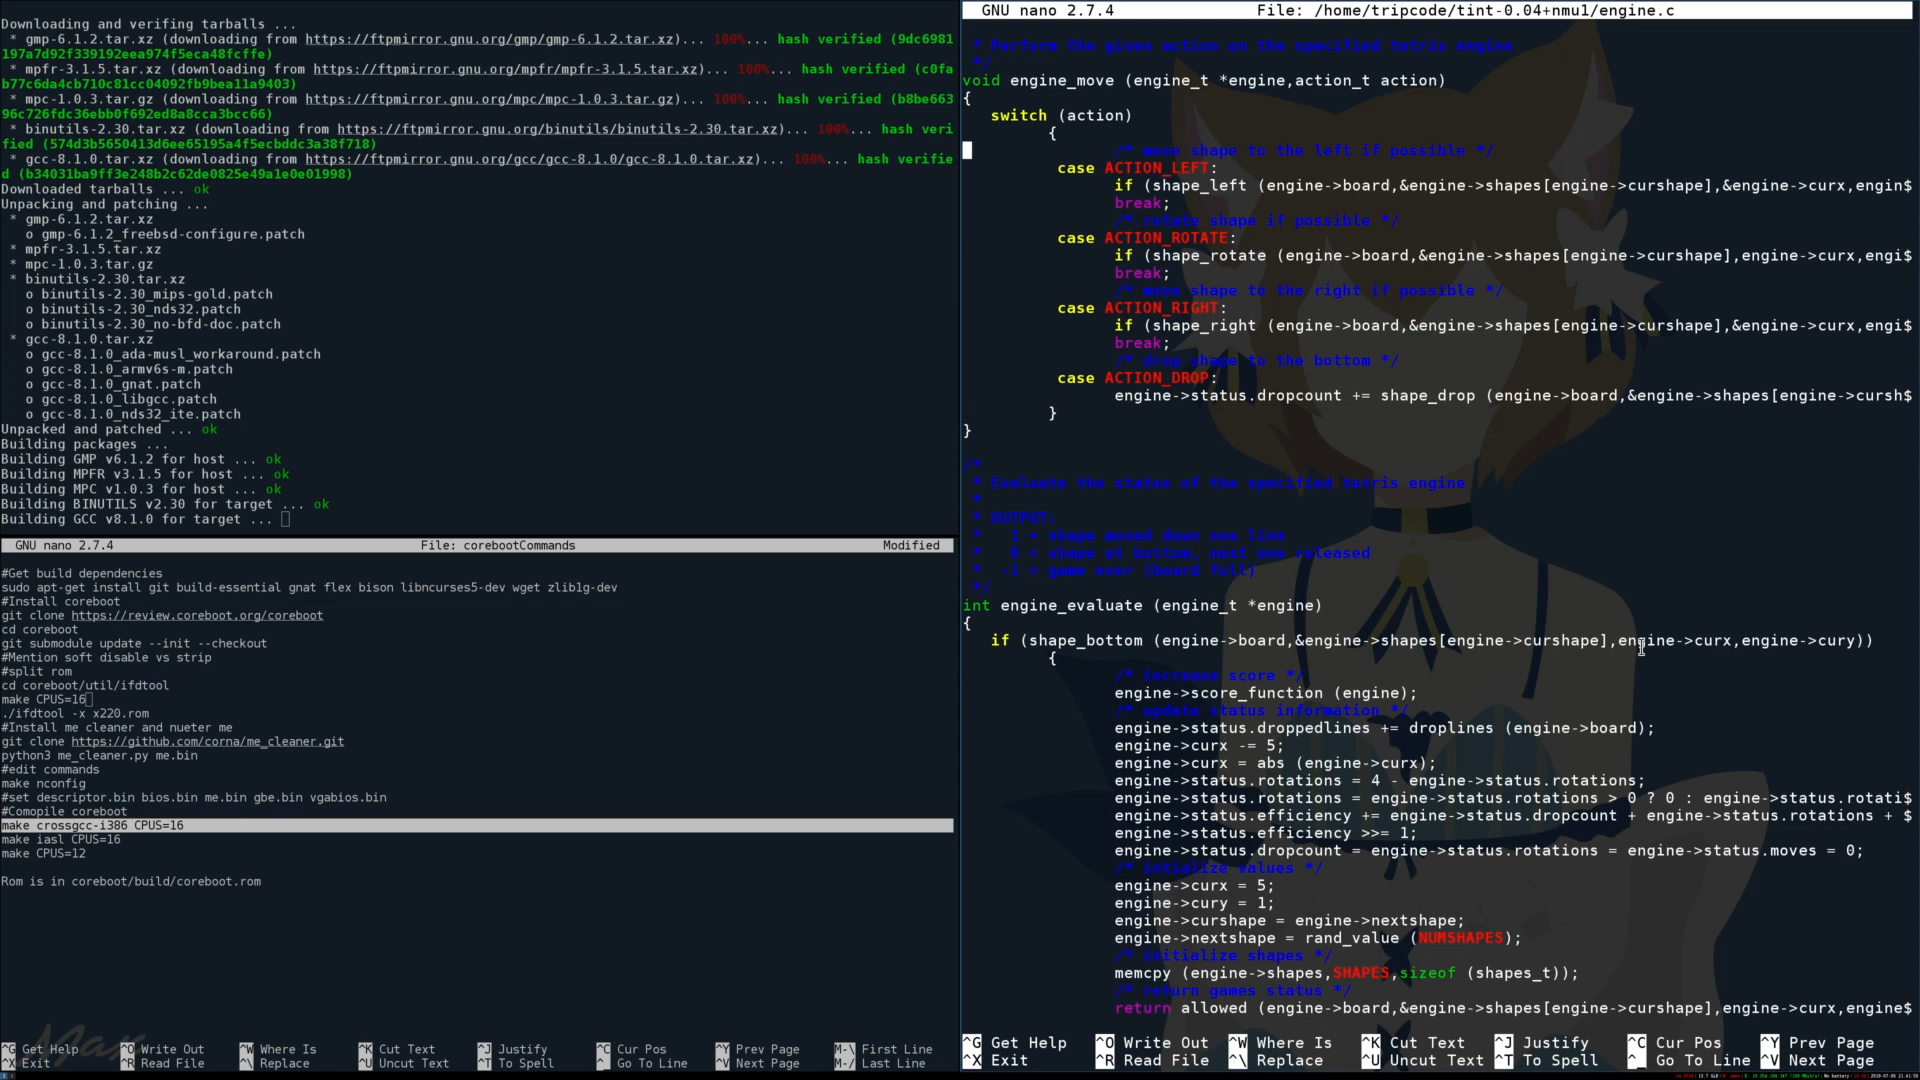 Downloading and verifing tarballs ...
 * gmp-6.1.2.tar.xz (downloading from https://ftpmirror.gnu.org/gmp/gmp-6.1.2.tar.xz)... 100%... hash verified (9dc6981
197a7d92f339192eea974f5eca48fcffe)
 * mpfr-3.1.5.tar.xz (downloading from https://ftpmirror.gnu.org/mpfr/mpfr-3.1.5.tar.xz)... 100%... hash verified (c0fa
b77c6da4cb710c81cc04092fb9bea11a9403)
 * mpc-1.0.3.tar.gz (downloading from https://ftpmirror.gnu.org/mpc/mpc-1.0.3.tar.gz)... 100%... hash verified (b8be663
96c726fdc36ebb0f692ed8a8cca3bcc66)
 * binutils-2.30.tar.xz (downloading from https://ftpmirror.gnu.org/binutils/binutils-2.30.tar.xz)... 100%... hash veri
fied (574d3b5650413d6ee65195a4f5ecbddc3a38f718)
 * gcc-8.1.0.tar.xz (downloading from https://ftpmirror.gnu.org/gcc/gcc-8.1.0/gcc-8.1.0.tar.xz)... 100%... hash verifie
d (b34031ba9ff3e248b2c62de0825e49a1e0e01998)
Downloaded tarballs ... ok
Unpacking and patching ...
 * gmp-6.1.2.tar.xz
   o gmp-6.1.2_freebsd-configure.patch
 * mpfr-3.1.5.tar.xz
 * mpc-1.0.3.tar.gz
 * binutils-2.30.tar.xz
   o binutils-2.30_mips-gold.patch
   o binutils-2.30_nds32.patch
   o binutils-2.30_no-bfd-doc.patch
 * gcc-8.1.0.tar.xz
   o gcc-8.1.0_ada-musl_workaround.patch
   o gcc-8.1.0_armv6s-m.patch
   o gcc-8.1.0_gnat.patch
   o gcc-8.1.0_libgcc.patch
   o gcc-8.1.0_nds32_ite.patch
Unpacked and patched ... ok
Building packages ...
Building GMP v6.1.2 for host ... ok
Building MPFR v3.1.5 for host ... ok
Building MPC v1.0.3 for host ... ok
Building BINUTILS v2.30 for target ... ok
Building GCC v8.1.0 for target ...
GNU nano 2.7.4 File: corebootCommands Modified
#Get build dependencies
sudo apt-get install git build-essential gnat flex bison libncurses5-dev wget zlib1g-dev
#Install coreboot
git clone https://review.coreboot.org/coreboot
cd coreboot
git submodule update --init --checkout
#Mention soft disable vs strip
#split rom
cd coreboot/util/ifdtool
make CPUS=16
./ifdtool -x x220.rom
#Install me cleaner and nueter me
git clone https://github.com/corna/me_cleaner.git
python3 me_cleaner.py me.bin
#edit commands
make nconfig
#set descriptor.bin bios.bin me.bin gbe.bin vgabios.bin
#Comopile coreboot
make crossgcc-i386 CPUS=16
make iasl CPUS=16
make CPUS=12
Rom is in coreboot/build/coreboot.rom
^G Get Help ^O Write Out ^W Where Is ^K Cut Text ^J Justify ^C Cur Pos ^Y Prev Page M-\ First Line
^X Exit ^R Read File ^\ Replace ^U Uncut Text ^T To Spell ^_ Go To Line ^V Next Page M-/ Last Line
GNU nano 2.7.4 File: /home/tripcode/tint-0.04+nmu1/engine.c
 * Perform the given action on the specified tetris engine
 */
void engine_move (engine_t *engine,action_t action)
{
   switch (action)
         {
                /* move shape to the left if possible */
          case ACTION_LEFT:
                if (shape_left (engine->board,&engine->shapes[engine->curshape],&engine->curx,engin$
                break;
                /* rotate shape if possible */
          case ACTION_ROTATE:
                if (shape_rotate (engine->board,&engine->shapes[engine->curshape],engine->curx,engi$
                break;
                /* move shape to the right if possible */
          case ACTION_RIGHT:
                if (shape_right (engine->board,&engine->shapes[engine->curshape],&engine->curx,engi$
                break;
                /* drop shape to the bottom */
          case ACTION_DROP:
                engine->status.dropcount += shape_drop (engine->board,&engine->shapes[engine->cursh$
         }
}
/*
 * Evaluate the status of the specified tetris engine
 *
 * OUTPUT:
 *   1 = shape moved down one line
 *   0 = shape at bottom, next one released
 *  -1 = game over (board full)
 */
int engine_evaluate (engine_t *engine)
{
   if (shape_bottom (engine->board,&engine->shapes[engine->curshape],engine->curx,engine->cury))
         {
                /* increase score */
                engine->score_function (engine);
                /* update status information */
                engine->status.droppedlines += droplines (engine->board);
                engine->curx -= 5;
                engine->curx = abs (engine->curx);
                engine->status.rotations = 4 - engine->status.rotations;
                engine->status.rotations = engine->status.rotations > 0 ? 0 : engine->status.rotati$
                engine->status.efficiency += engine->status.dropcount + engine->status.rotations + $
                engine->status.efficiency >>= 1;
                engine->status.dropcount = engine->status.rotations = engine->status.moves = 0;
                /* intialize values */
                engine->curx = 5;
                engine->cury = 1;
                engine->curshape = engine->nextshape;
                engine->nextshape = rand_value (NUMSHAPES);
                /* initialize shapes */
                memcpy (engine->shapes,SHAPES,sizeof (shapes_t));
                /* return games status */
                return allowed (engine->board,&engine->shapes[engine->curshape],engine->curx,engine$
^G Get Help ^O Write Out ^W Where Is ^K Cut Text ^J Justify ^C Cur Pos ^Y Prev Page
^X Exit ^R Read File ^\ Replace ^U Uncut Text ^T To Spell ^_ Go To Line ^V Next Page